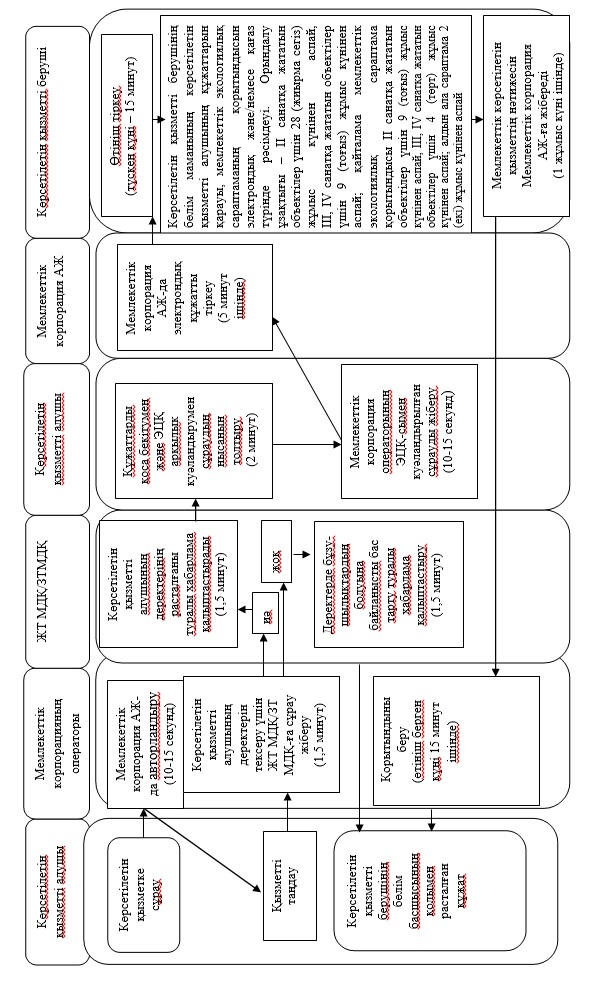 Көрсетілетін
қызметті алушы
Мемлекеттік
корпорацияның
операторы
ЖТ МДҚ/ЗТМДҚ
Көрсетілетін
қызметті алушы
Мемлекеттік
корпорация АЖ
Көрсетілетін қызметті беруші
Көрсетілетін
қызметке
сұрау
Қызметті
таңдау
Көрсетілетін
қызметті
берушінің
бөлім
басшысының
қолымен
расталған
құжат
Мемлекеттік
корпорация АЖ-
да авторландыру
(10-15 секунд)
Көрсетілетін
қызметті
алушының
деректерін
тексеру үшін
ЖТ МДҚ/ЗТ
МДҚ-ға сұрау
жіберу
(1,5 минут)
Қорытындыны
беру
(өтініш берген
күні 15 минут
ішінде)
Көрсетілетін
қызметті
алушының
деректерінің
расталғаны
туралы хабарлама
қалыптастырады
(1,5 минут)
иә
жоқ
Деректерде бұзу-
шылықтардың
болуына
байланысты бас
тарту туралы
хабарлама
қалыптастыру
(1,5 минут)
Құжаттарды
қоса бекітумен
және ЭЦҚ
арқылық
куәландырумен
сұраудың
нысанын
толтыру
(2 минут)
Мемлекеттік
корпорация
операторының
ЭЦҚ-сымен
куәландырылған
сұрауды жіберу
(10-15 секунд)
Мемлекеттік
корпорация
АЖ-да
электрондық
құжатты
тіркеу
(5 минут
ішінде)
Өтініш тіркеу
(түскен күні – 15 минут)
Көрсетілетін қызметті берушінің
бөлім маманының көрсетілетін
қызметті алушының құжаттарын
қарауы, мемлекеттік экологиялық
сараптаманың қорытындысын
электрондық және/немесе қағаз
түрінде рәсімдеуі. Орындалу
ұзақтығы – II санатқа жататын
объектілер үшін 28 (жиырма сегіз)
жұмыс күнінен аспай,
III, IV санатқа жататын объектілер
үшін 9 (тоғыз) жұмыс күнінен
аспай; қайталама мемлекеттік
экологиялық сараптама
қорытындысы II санатқа жататын
объектілер үшін 9 (тоғыз) жұмыс
күнінен аспай, III, IV санатқа жататын
объектілер үшін 4 (төрт) жұмыс
күнінен аспай; алдын ала сараптама 2
(екі) жұмыс күнінен аспай
Мемлекеттік көрсетілетін
қызметтің нәтижесін
Мемлекеттік корпорация
АЖ-ға жібереді
(1 жұмыс күні ішінде)